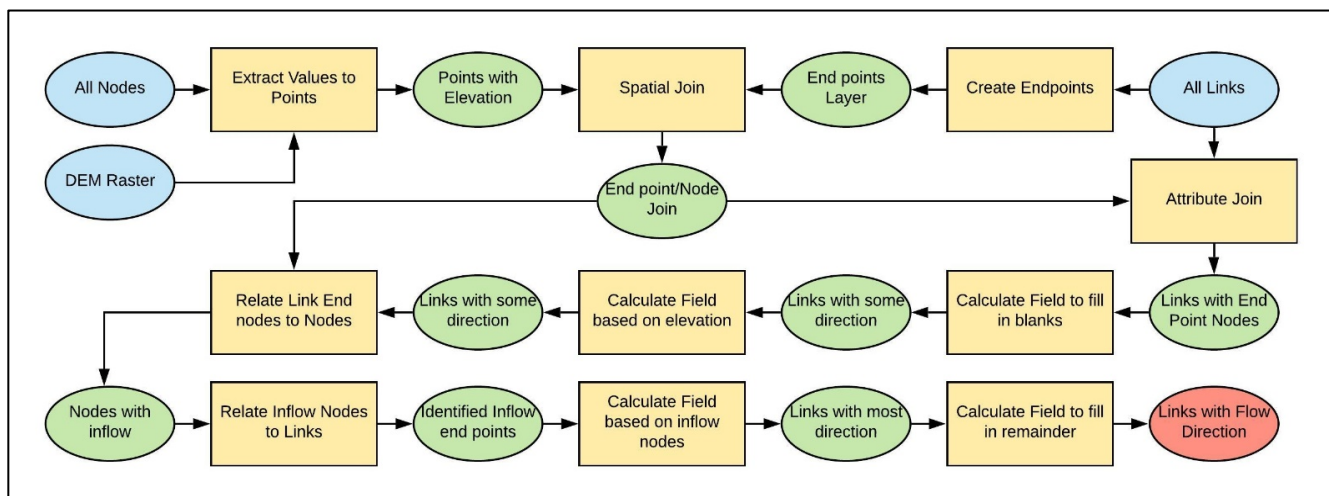 All Nodes
Extract Values to
Points
Points with
Elevation
Spatial Join
End points
Layer
Create Endpoints
All Links
DEM Raster
End point/Node
Join
Attribute Join
Relate Link End
nodes to Nodes
Links with some
direction
Calculate Field
based on elevation
Links with some
direction
Calculate Field to fill
in blanks
Links with End
Point Nodes
Nodes with
inflow
Relate Inflow Nodes
to Links
Identified Inflow
end points
Calculate Field
based on inflow
nodes
Links with most
direction
Calculate Field to fill
in remainder
Links with Flow
Direction